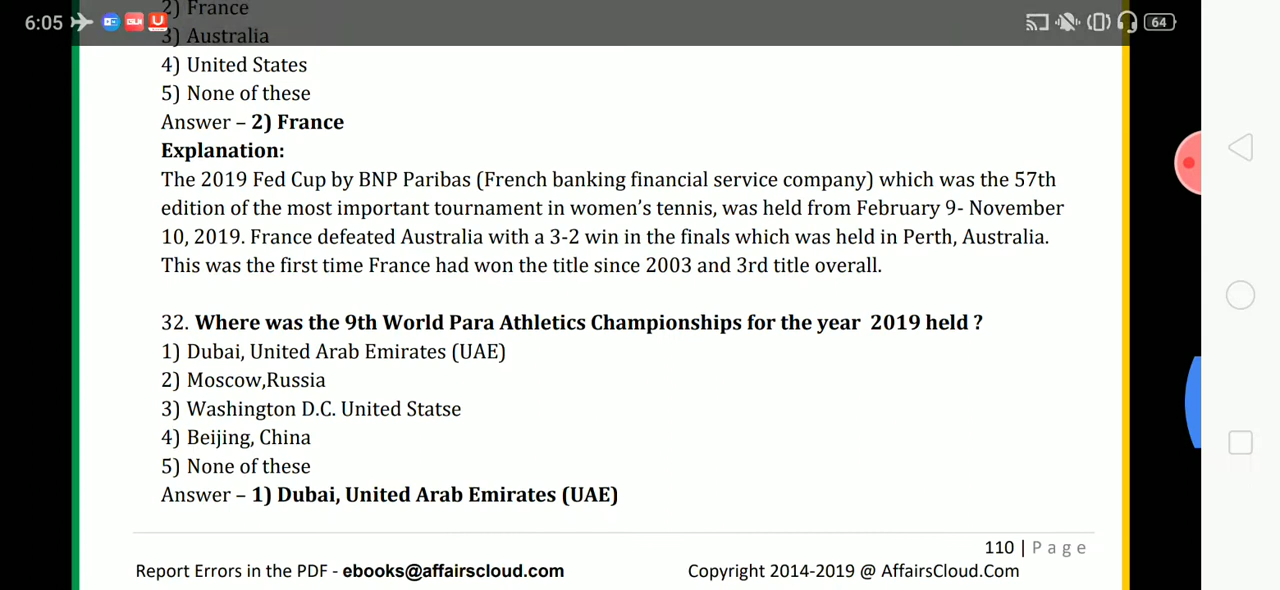 2) France
6:05
64
3) Australia
4) United States
5) None of these
Answer – 2) France
Explanation:
The 2019 Fed Cup by BNP Paribas (French banking financial service company) which was the 57th
edition of the most important tournament in women’s tennis, was held from February 9- November
10, 2019. France defeated Australia with a 3-2 win in the finals which was held in Perth, Australia.
This was the first time France had won the title since 2003 and 3rd title overall.
32. Where was the 9th World Para Athletics Championships for the year 2019 held ?
1) Dubai, United Arab Emirates (UAE)
2) Moscow,Russia
3) Washington D.C. United Statse
4) Beijing, China
5) None of these
Answer – 1) Dubai, United Arab Emirates (UAE)
110 | Page
Report Errors in the PDF - ebooks@affairscloud.com Copyright 2014-2019 @ AffairsCloud.Com